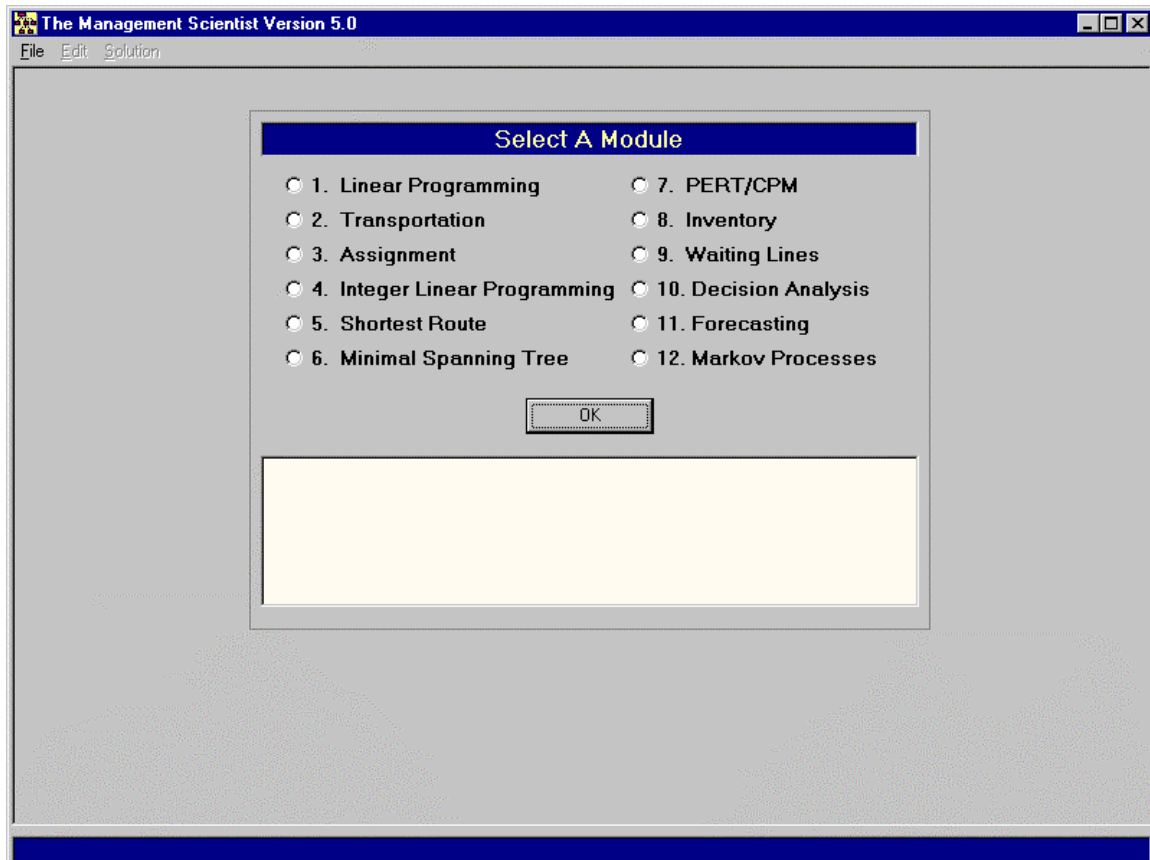 The Management Scientist Version 5.0
File Edit Solution
Select A Module
1. Linear Programming
2. Transportation
3. Assignment
4. Integer Linear Programming
5. Shortest Route
6. Minimal Spanning Tree
7. PERT/CPM
8. Inventory
9. Waiting Lines
10. Decision Analysis
11. Forecasting
12. Markov Processes
OK